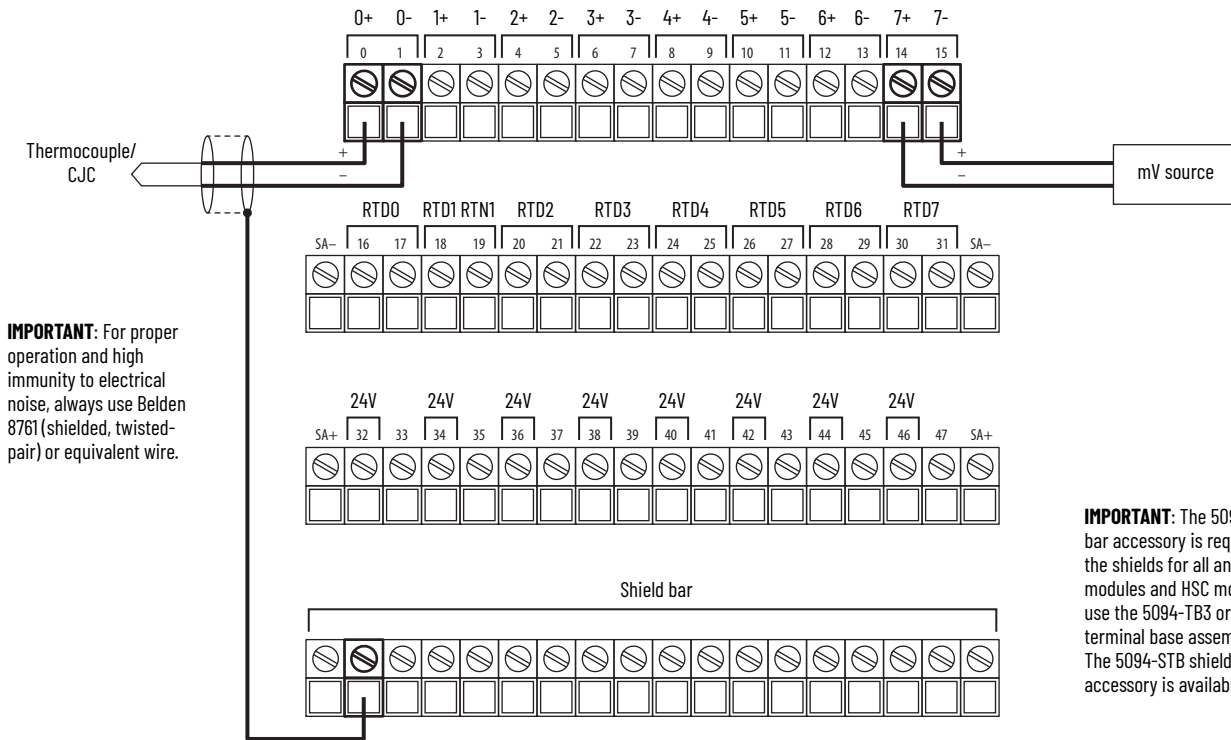 0+ 0- 1+ 1- 2+ 2- 3+ 3- 4+ 4- 5+ 5- 6+ 6- 7+ 7-
0 1 2 3 4 5 6 7 8 9 10 11 12 13 14 15
Thermocouple/
CJC
+
–
+
–
mV source
RTD0 RTD1 RTN1 RTD2 RTD3 RTD4 RTD5 RTD6 RTD7
SA– 16 17 18 19 20 21 22 23 24 25 26 27 28 29 30 31 SA–
IMPORTANT: For proper
operation and high
immunity to electrical
noise, always use Belden
8761 (shielded, twisted-
pair) or equivalent wire.
24V 24V 24V 24V 24V 24V 24V 24V
SA+ 32 33 34 35 36 37 38 39 40 41 42 43 44 45 46 47 SA+
IMPORTANT: The
bar accessory is
the shields for all
modules and HSC
use the 5094-TB3 or
terminal base
The 5094-STB shield
accessory is
Shield bar